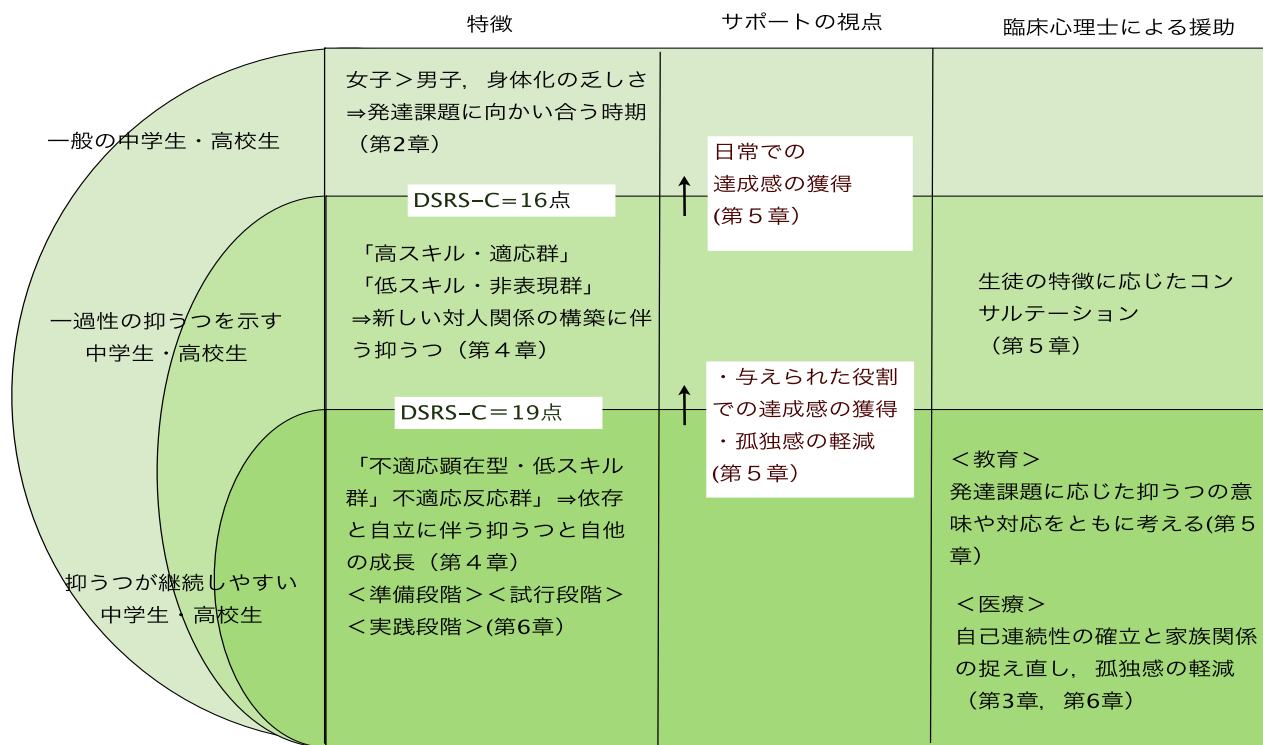 特徴
サポートの視点
臨床心理士による援助
一般の中学生・高校生
女子＞男子，身体化の乏しさ
⇒発達課題に向かい合う時期
（第2章）
日常での
達成感の獲得
(第５章）
DSRS−C=16点
一過性の抑うつを示す
中学生・高校生
「高スキル・適応群」
「低スキル・非表現群」
⇒新しい対人関係の構築に伴
う抑うつ（第４章）
生徒の特徴に応じたコン
サルテーション
（第５章）
・与えられた役割
での達成感の獲得
・孤独感の軽減
(第５章）
DSRS−C＝19点
抑うつが継続しやすい
中学生・高校生
「不適応顕在型・低スキル
群」不適応反応群」⇒依存
と自立に伴う抑うつと自他
の成長（第４章）
＜準備段階＞＜試行段階＞
＜実践段階＞(第6章）
＜教育＞
発達課題に応じた抑うつの意
味や対応をともに考える(第５
章）
＜医療＞
自己連続性の確立と家族関係
の捉え直し，孤独感の軽減
（第3章，第6章）